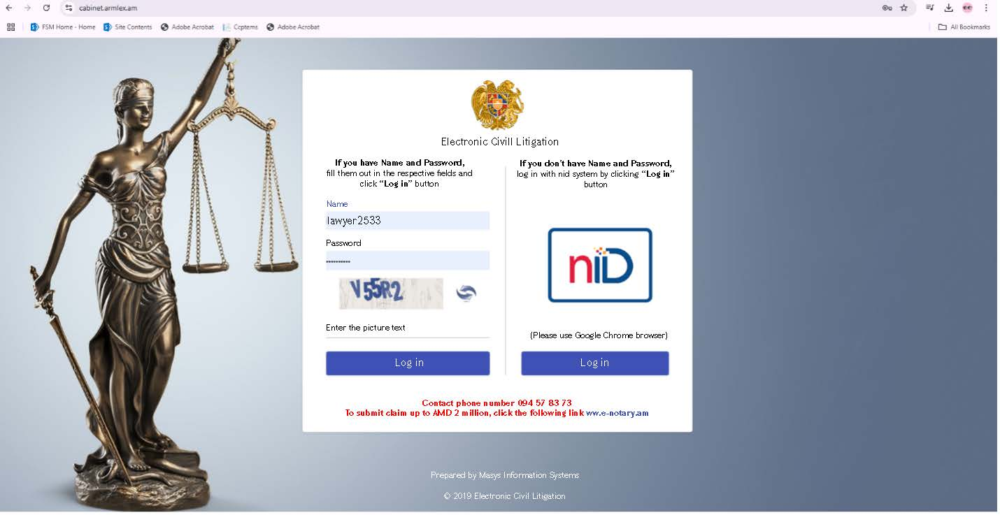 cabinet.armlex.am
FSM Home - Home
Site Contents
Adobe Acrobat
Ccptems
Adobe Acrobat
All Bookmarks
Electronic Civill Litigation
If you have Name and Password,
fill them out in the respective fields and
click “Log in” button
Name
lawyer2533
Password
••••••••••
V55R2
Enter the picture text
Log in
If you don’t have Name and Password,
log in with nid system by clicking “Log in”
button
niD
(Please use Google Chrome browser)
Log in
Contact phone number 094 57 83 73
To submit claim up to AMD 2 million, click the following link ww.e-notary.am
Prepared by Masys Information Systems
© 2019 Electronic Civil Litigation